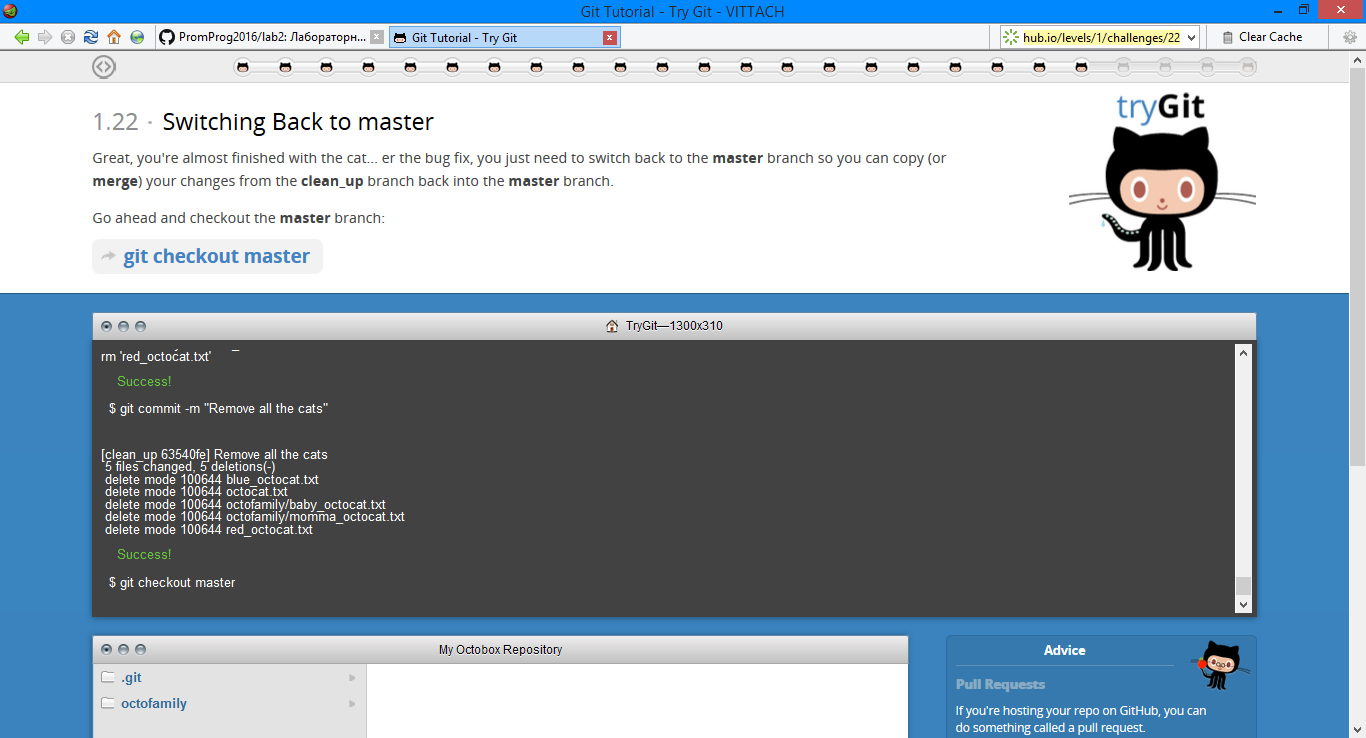 Git Tutorial - Try Git - VITTACH
PromProg2016/lab2: Лабораторн...
Git Tutorial - Try Git
hub.io/levels/1/challenges/22
Clear Cache
1.22 · Switching Back to master
tryGit
Great, you're almost finished with the cat... er the bug fix, you just need to switch back to the master branch so you can copy (or
merge) your changes from the clean_up branch back into the master branch.
Go ahead and checkout the master branch:
git checkout master
TryGit—1300x310
rm 'red_octocat.txt'
Success!
$ git commit -m "Remove all the cats"
[clean_up 63540fe] Remove all the cats
5 files changed, 5 deletions(-)
delete mode 100644 blue_octocat.txt
delete mode 100644 octocat.txt
delete mode 100644 octofamily/baby_octocat.txt
delete mode 100644 octofamily/momma_octocat.txt
delete mode 100644 red_octocat.txt
Success!
$ git checkout master
My Octobox Repository
.git
octofamily
Advice
Pull Requests
If you're hosting your repo on GitHub, you can
do something called a pull request.